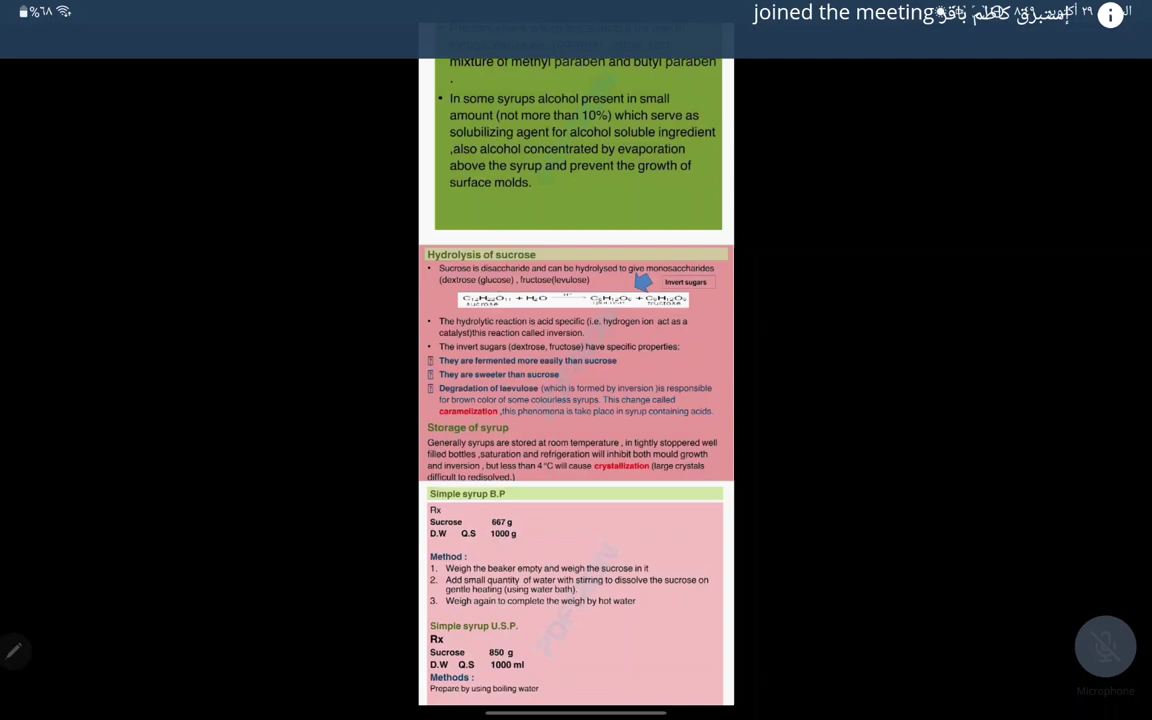 ٦٨%
joined the meeting إستبرق كاظم باقر
mixture of methyl paraben and butyl paraben
.
• In some syrups alcohol present in small
amount (not more than 10%) which serve as
solubilizing agent for alcohol soluble ingredient
,also alcohol concentrated by evaporation
above the syrup and prevent the growth of
surface molds.
Hydrolysis of sucrose
• Sucrose is disaccharide and can be hydrolysed to give monosaccharides
(dextrose (glucose) , fructose(levulose)
Invert sugars
C₁₂H₂₂O₁₁ + H₂O → C₆H₁₂O₆ + C₆H₁₂O₆
sucrose fructose
• The hydrolytic reaction is acid specific (i.e. hydrogen ion act as a
catalyst)this reaction called inversion.
• The invert sugars (dextrose, fructose) have specific properties:
They are fermented more easily than sucrose
They are sweeter than sucrose
Degradation of laevulose (which is formed by inversion )is responsible
for brown color of some colourless syrups. This change called
caramelization ,this phenomena is take place in syrup containing acids.
Storage of syrup
Generally syrups are stored at room temperature , in tightly stoppered well
filled bottles ,saturation and refrigeration will inhibit both mould growth
and inversion , but less than 4 °C will cause crystallization (large crystals
difficult to redisolved.)
Simple syrup B.P
Rx
Sucrose 667 g
D.W Q.S 1000 g
Method :
1. Weigh the beaker empty and weigh the sucrose in it
2. Add small quantity of water with stirring to dissolve the sucrose on
gentle heating (using water bath).
3. Weigh again to complete the weigh by hot water
Simple syrup U.S.P.
Rx
Sucrose 850 g
D.W Q.S 1000 ml
Methods :
Prepare by using boiling water
Microphone